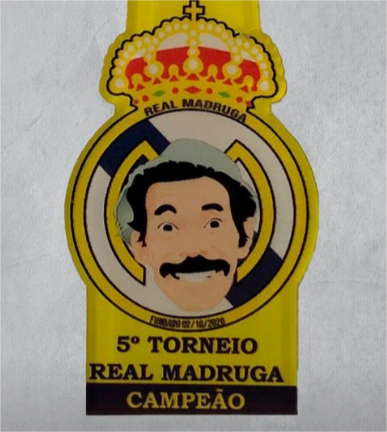 REAL MADRUGA
FUNDADO 02/10/2020
5º TORNEIO
REAL MADRUGA
CAMPEÃO